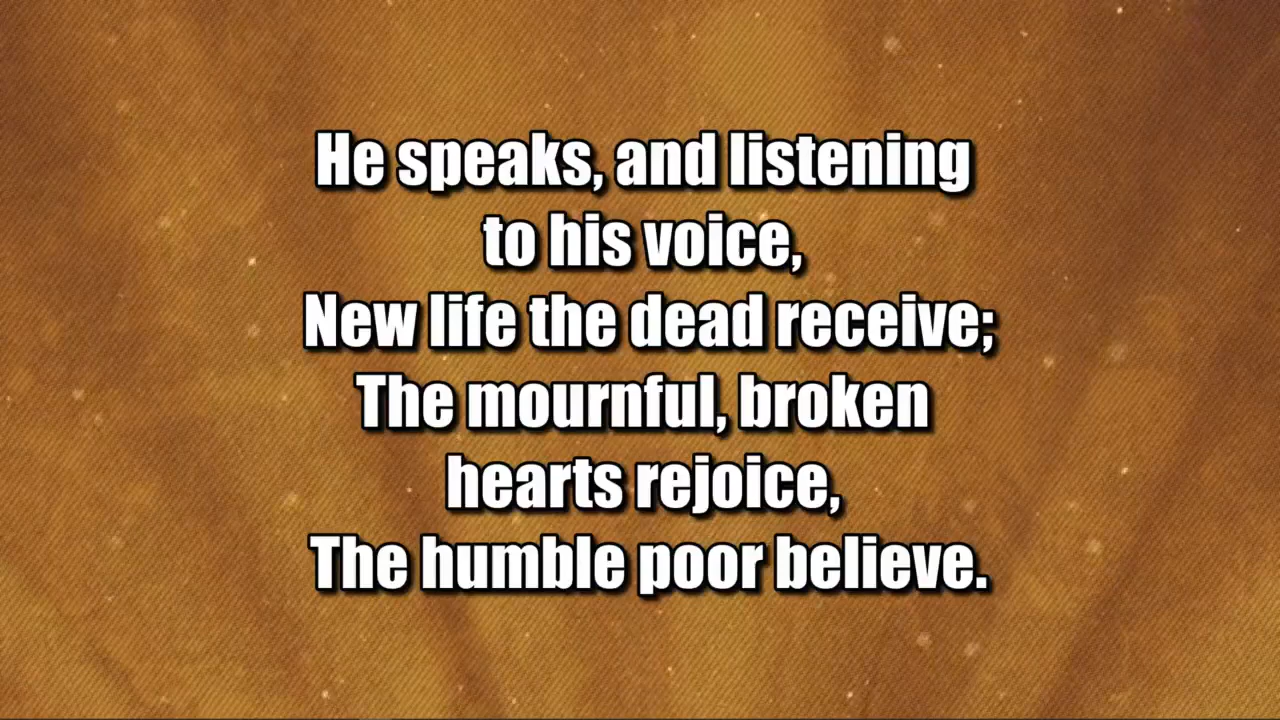 He speaks, and listening
to his voice,
New life the dead receive;
The mournful, broken
hearts rejoice,
The humble poor believe.